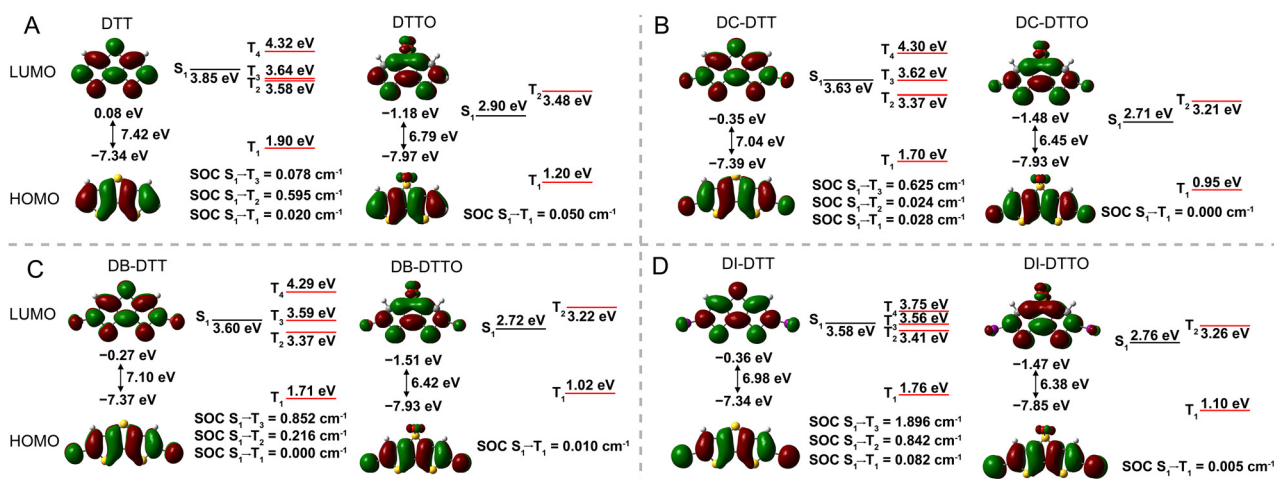 A
DTT
DTTO
LUMO
T4 4.32 eV
S1 3.85 eV
T3 3.64 eV
T2 3.58 eV
0.08 eV
7.42 eV
−7.34 eV
T1 1.90 eV
HOMO
SOC S1→T3 = 0.078 cm-1
SOC S1→T2 = 0.595 cm-1
SOC S1→T1 = 0.020 cm-1
S1 2.90 eV
T2 3.48 eV
−1.18 eV
6.79 eV
−7.97 eV
T1 1.20 eV
SOC S1→T1 = 0.050 cm-1
B
DC-DTT
DC-DTTO
T4 4.30 eV
S1 3.63 eV
T3 3.62 eV
T2 3.37 eV
−0.35 eV
7.04 eV
−7.39 eV
T1 1.70 eV
SOC S1→T3 = 0.625 cm-1
SOC S1→T2 = 0.024 cm-1
SOC S1→T1 = 0.028 cm-1
S1 2.71 eV
T2 3.21 eV
−1.48 eV
6.45 eV
−7.93 eV
T1 0.95 eV
SOC S1→T1 = 0.000 cm-1
C
DB-DTT
DB-DTTO
LUMO
T4 4.29 eV
S1 3.60 eV
T3 3.59 eV
T2 3.37 eV
−0.27 eV
7.10 eV
−7.37 eV
T1 1.71 eV
HOMO
SOC S1→T3 = 0.852 cm-1
SOC S1→T2 = 0.216 cm-1
SOC S1→T1 = 0.000 cm-1
S1 2.72 eV
T2 3.22 eV
−1.51 eV
6.42 eV
−7.93 eV
T1 1.02 eV
SOC S1→T1 = 0.010 cm-1
D
DI-DTT
DI-DTTO
T4 3.75 eV
S1 3.58 eV
T3 3.56 eV
T2 3.41 eV
−0.36 eV
6.98 eV
−7.34 eV
T1 1.76 eV
SOC S1→T3 = 1.896 cm-1
SOC S1→T2 = 0.842 cm-1
SOC S1→T1 = 0.082 cm-1
S1 2.76 eV
T2 3.26 eV
−1.47 eV
6.38 eV
−7.85 eV
T1 1.10 eV
SOC S1→T1 = 0.005 cm-1